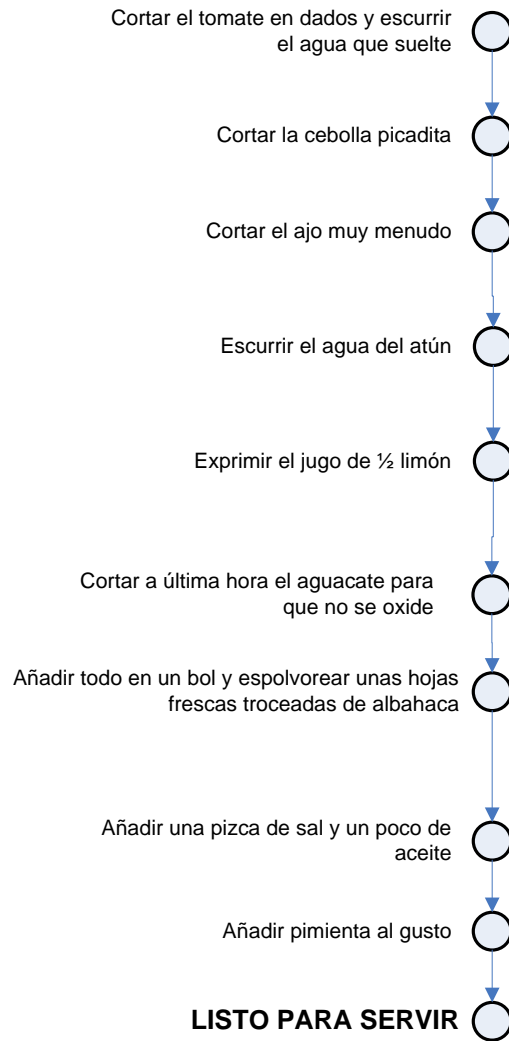 Cortar el tomate en dados y escurrir
el agua que suelte
Cortar la cebolla picadita
Cortar el ajo muy menudo
Escurrir el agua del atún
Exprimir el jugo de ½ limón
Cortar a última hora el aguacate para
que no se oxide
Añadir todo en un bol y espolvorear unas hojas
frescas troceadas de albahaca
Añadir una pizca de sal y un poco de
aceite
Añadir pimienta al gusto
LISTO PARA SERVIR